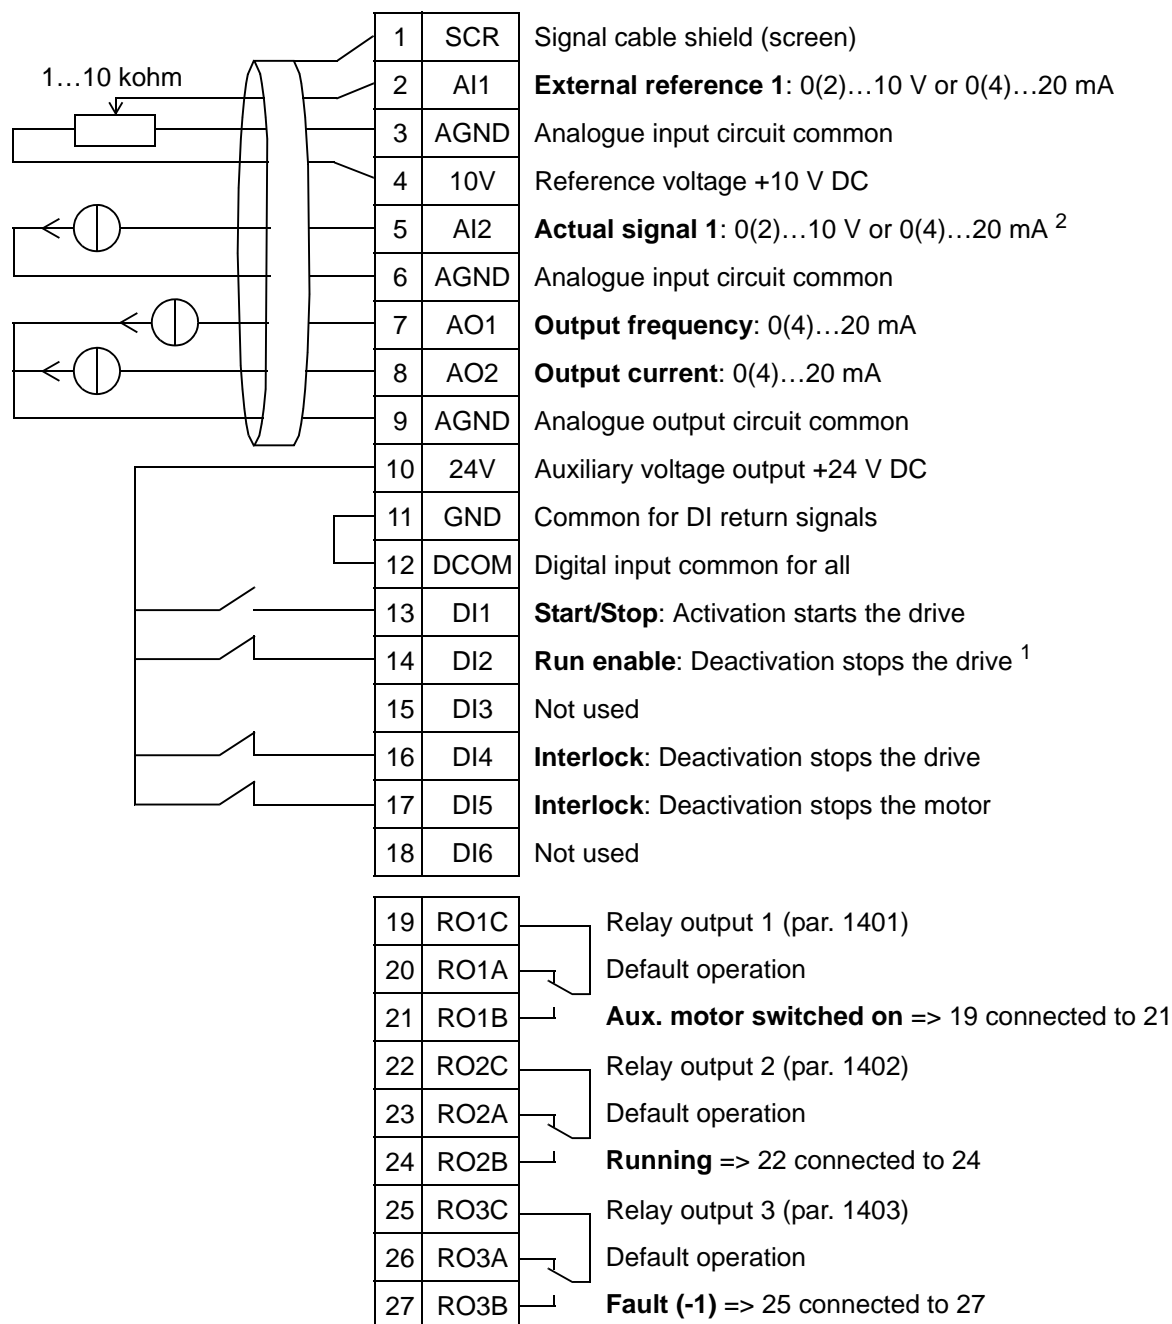 1 SCR Signal cable shield (screen)
1…10 kohm
2 AI1 External reference 1: 0(2)…10 V or 0(4)…20 mA
3 AGND Analogue input circuit common
4 10V Reference voltage +10 V DC
5 AI2 Actual signal 1: 0(2)…10 V or 0(4)…20 mA 2
6 AGND Analogue input circuit common
7 AO1 Output frequency: 0(4)…20 mA
8 AO2 Output current: 0(4)…20 mA
9 AGND Analogue output circuit common
10 24V Auxiliary voltage output +24 V DC
11 GND Common for DI return signals
12 DCOM Digital input common for all
13 DI1 Start/Stop: Activation starts the drive
14 DI2 Run enable: Deactivation stops the drive 1
15 DI3 Not used
16 DI4 Interlock: Deactivation stops the drive
17 DI5 Interlock: Deactivation stops the motor
18 DI6 Not used
19 RO1C Relay output 1 (par. 1401)
20 RO1A Default operation
21 RO1B Aux. motor switched on => 19 connected to 21
22 RO2C Relay output 2 (par. 1402)
23 RO2A Default operation
24 RO2B Running => 22 connected to 24
25 RO3C Relay output 3 (par. 1403)
26 RO3A Default operation
27 RO3B Fault (-1) => 25 connected to 27